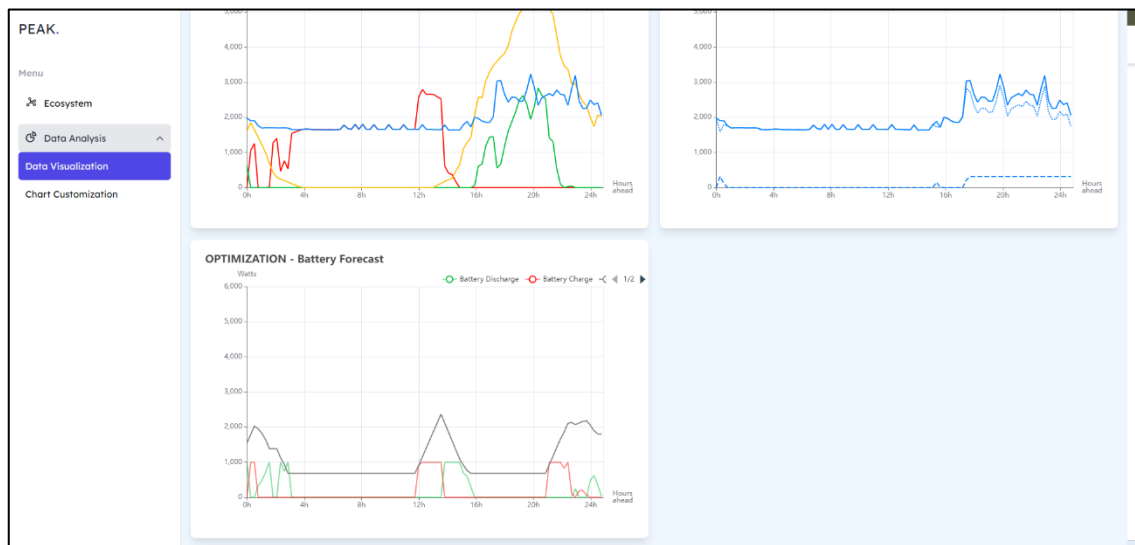 PEAK.
Menu
Ecosystem
Data Analysis
Data Visualization
Chart Customization
5,000
4,000
3,000
2,000
1,000
0
0h 4h 8h 12h 16h 20h 24h
Hours
ahead
5,000
4,000
3,000
2,000
1,000
0
0h 4h 8h 12h 16h 20h 24h
Hours
ahead
OPTIMIZATION - Battery Forecast
Watts
Battery Discharge Battery Charge 1/2
6,000
5,000
4,000
3,000
2,000
1,000
0
0h 4h 8h 12h 16h 20h 24h
Hours
ahead